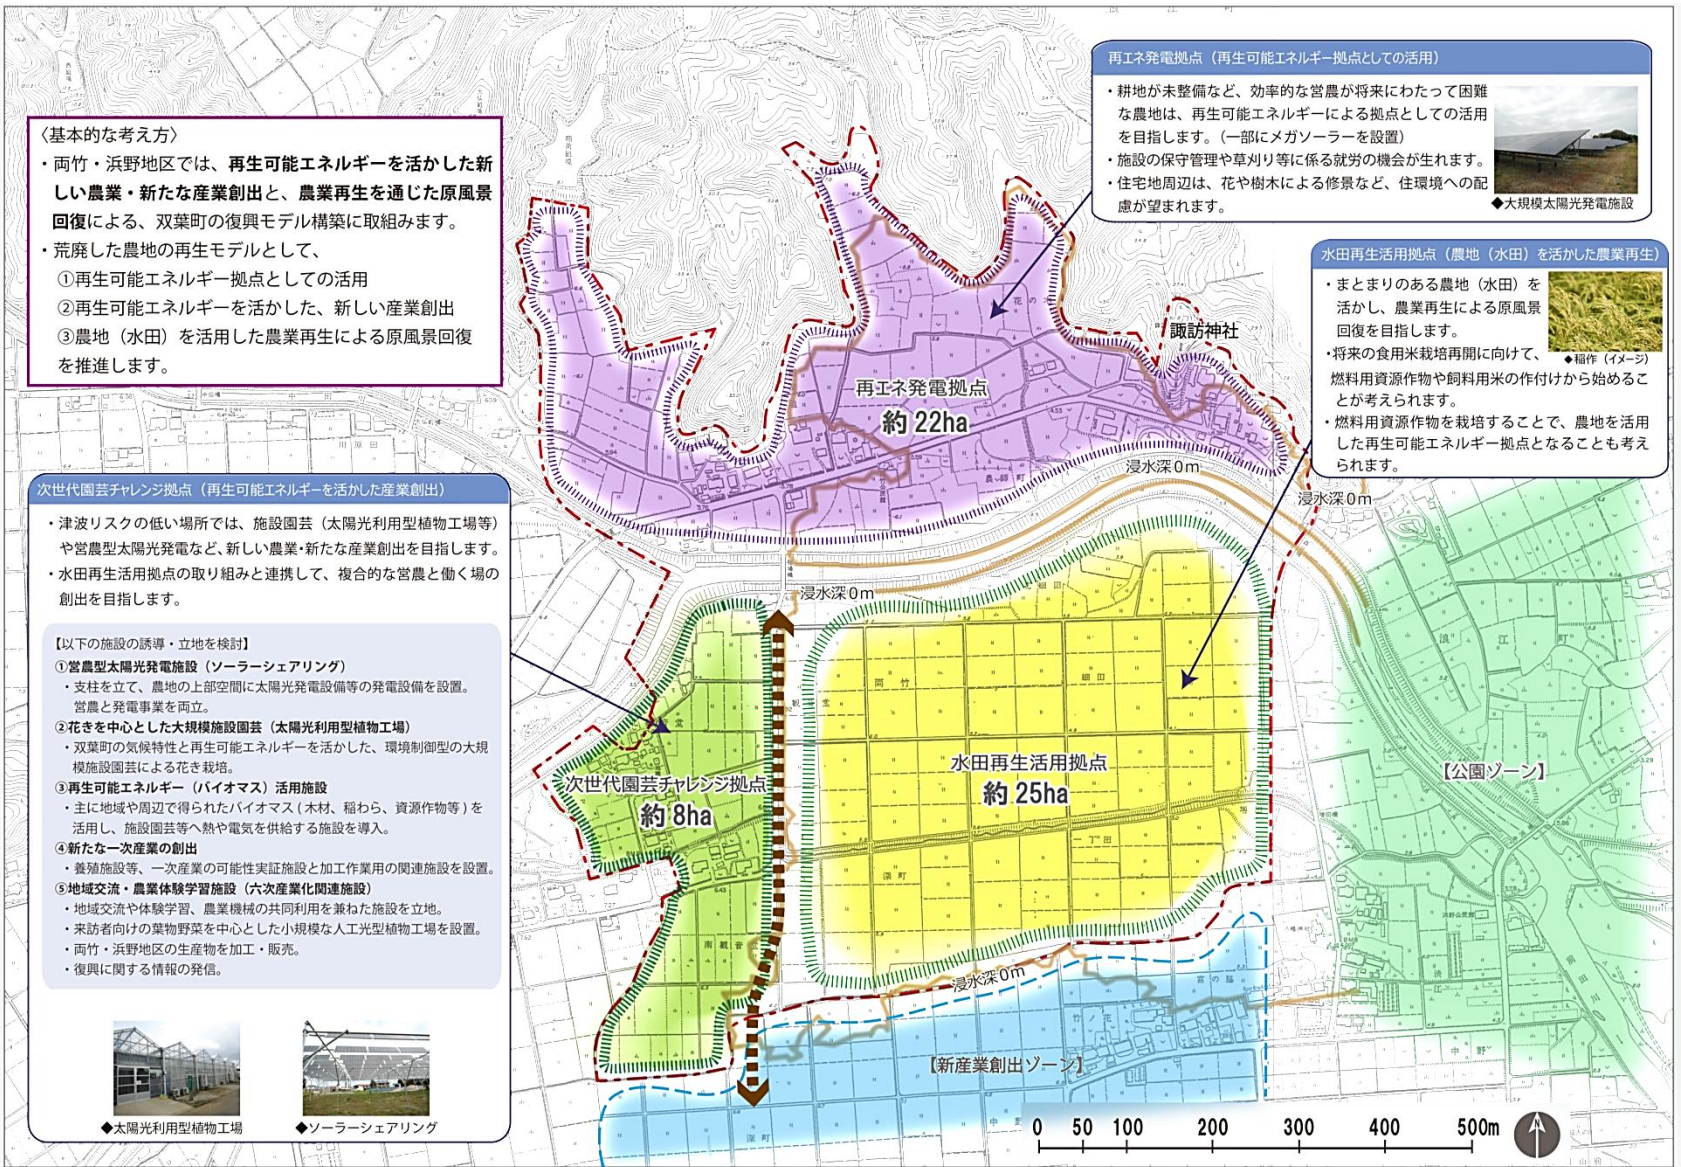 〈基本的な考え方〉
・両竹・浜野地区では、再生可能エネルギーを活かした新
しい農業・新たな産業創出と、農業再生を通じた原風景
回復による、双葉町の復興モデル構築に取組みます。
・荒廃した農地の再生モデルとして、
①再生可能エネルギー拠点としての活用
②再生可能エネルギーを活かした、新しい産業創出
③農地（水田）を活用した農業再生による原風景回復
を推進します。
再エネ発電拠点（再生可能エネルギー拠点としての活用）
・耕地が未整備など、効率的な営農が将来にわたって困難
な農地は、再生可能エネルギーによる拠点としての活用
を目指します。（一部にメガソーラーを設置）
・施設の保守管理や草刈り等に係る就労の機会が生れます。
・住宅地周辺は、花や樹木による修景など、住環境への配
慮が望まれます。
◆大規模太陽光発電施設
水田再生活用拠点（農地（水田）を活かした農業再生）
・まとまりのある農地（水田）を
活かし、農業再生による原風景
回復を目指します。
・将来の食用米栽培再開に向けて、
燃料用資源作物や飼料用米の作付けから始めるこ
とが考えられます。
・燃料用資源作物を栽培することで、農地を活用
した再生可能エネルギー拠点となることも考え
られます。
◆稲作（イメージ）
諏訪神社
再エネ発電拠点
約22ha
浸水深0m
浸水深0m
浸水深0m
次世代園芸チャレンジ拠点（再生可能エネルギーを活かした産業創出）
・津波リスクの低い場所では、施設園芸（太陽光利用型植物工場等）
や営農型太陽光発電など、新しい農業・新たな産業創出を目指します。
・水田再生活用拠点の取り組みと連携して、複合的な営農と働く場の
創出を目指します。
【以下の施設の誘導・立地を検討】
①営農型太陽光発電施設（ソーラーシェアリング）
・支柱を立て、農地の上部空間に太陽光発電設備等の発電設備を設置。
営農と発電事業を両立。
②花きを中心とした大規模施設園芸（太陽光利用型植物工場）
・双葉町の気候特性と再生可能エネルギーを活かした、環境制御型の大規
模施設園芸による花き栽培。
③再生可能エネルギー（バイオマス）活用施設
・主に地域や周辺で得られたバイオマス(木材、稲わら、資源作物等)を
活用し、施設園芸等へ熱や電気を供給する施設を導入。
④新たな一次産業の創出
・養殖施設等、一次産業の可能性実証施設と加工作業用の関連施設を設置。
⑤地域交流・農業体験学習施設（六次産業化関連施設）
・地域交流や体験学習、農業機械の共同利用を兼ねた施設を立地。
・来訪者向けの葉物野菜を中心とした小規模な人工光型植物工場を設置。
・両竹・浜野地区の生産物を加工・販売。
・復興に関する情報の発信。
◆太陽光利用型植物工場
◆ソーラーシェアリング
次世代園芸チャレンジ拠点
約8ha
水田再生活用拠点
約25ha
両竹
細田
細田
丁田
深町
浪江町
【公園ゾーン】
浸水深0m
【新産業創出ゾーン】
宮の脇
竹花
中野
中野
深町
0 50 100 200 300 400 500m
N